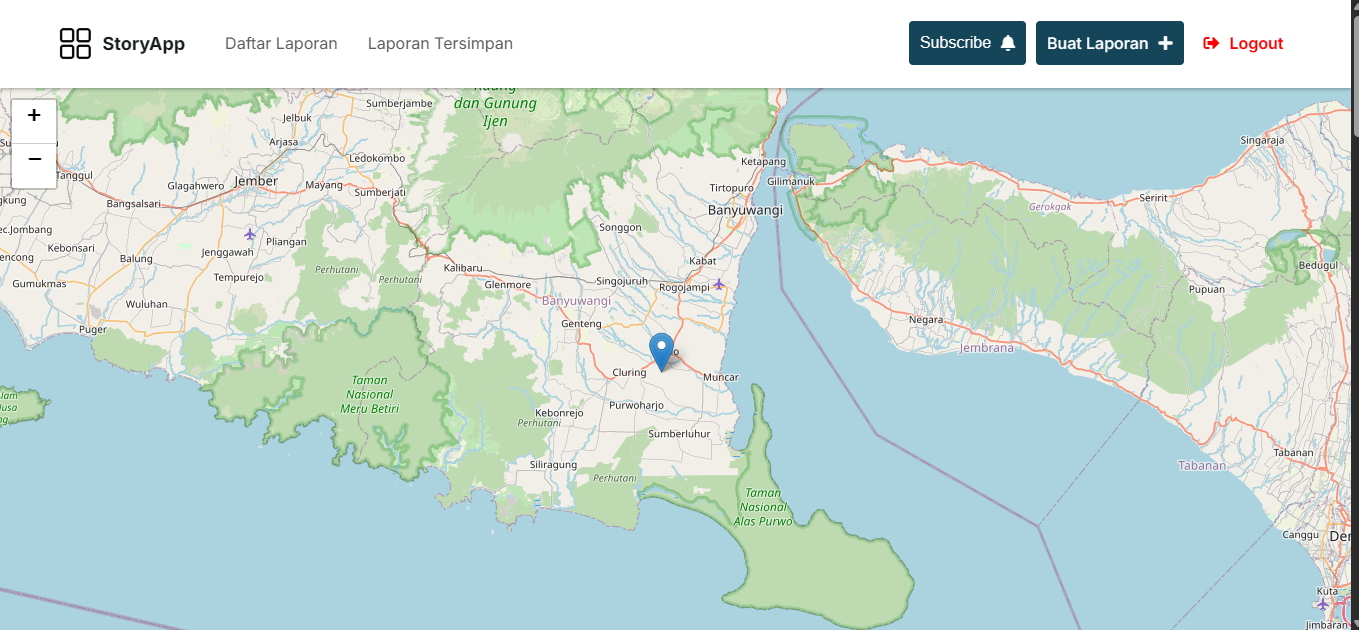 StoryApp
Daftar Laporan
Laporan Tersimpan
Subscribe
Buat Laporan +
Logout
+
−
dan Gunung
Ijen
Sumberjambe
Jelbuk
Arjasa
Ledokombo
Tanggul
Glagahwero
Jember
Mayang
Sumberjati
Bangsalsari
Ketapang
Gilimanuk
Tirtopuro
Banyuwangi
Singaraja
Seririt
Gerokgak
Songgon
Kebonsari
Balung
Jenggawah
Pliangan
Tempurejo
Perhutani
Perhutani
Kalibaru
Glenmore
Kabat
Singojuruh
Rogojampi
Banyuwangi
Genteng
Gumukmas
Wuluhan
Puger
Bedugul
Pupuan
Negara
Jembrana
Cluring
Muncar
Taman
Nasional
Meru Betiri
Purwoharjo
Kebonrejo
Perhutani
Sumberluhur
Siliragung
Perhutani
Taman
Nasional
Alas Purwo
Tabanan
Tabanan
Canggu
Kuta
Jimbaran